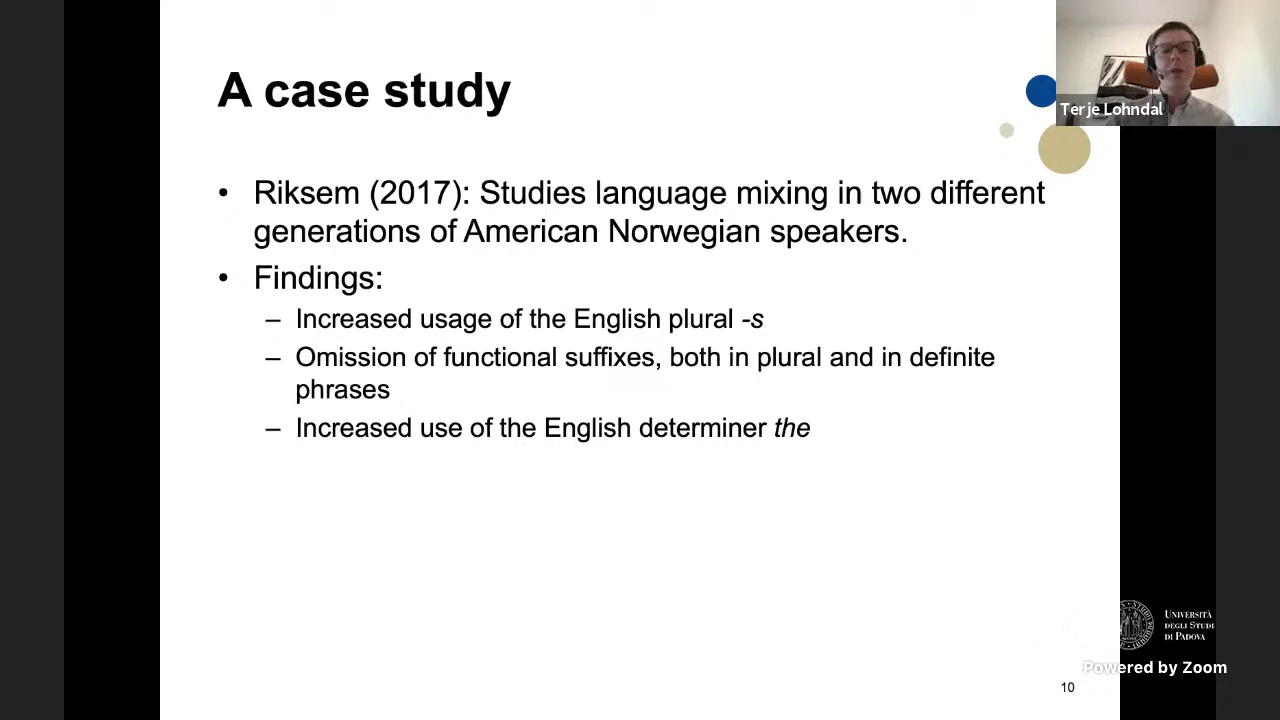 A case study
Terje Lohndal
• Riksem (2017): Studies language mixing in two different
generations of American Norwegian speakers.
• Findings:
– Increased usage of the English plural -s
– Omission of functional suffixes, both in plural and in definite
phrases
– Increased use of the English determiner the
UNIVERSITÀ
DEGLI STUDI
DI PADOVA
Powered by Zoom
10